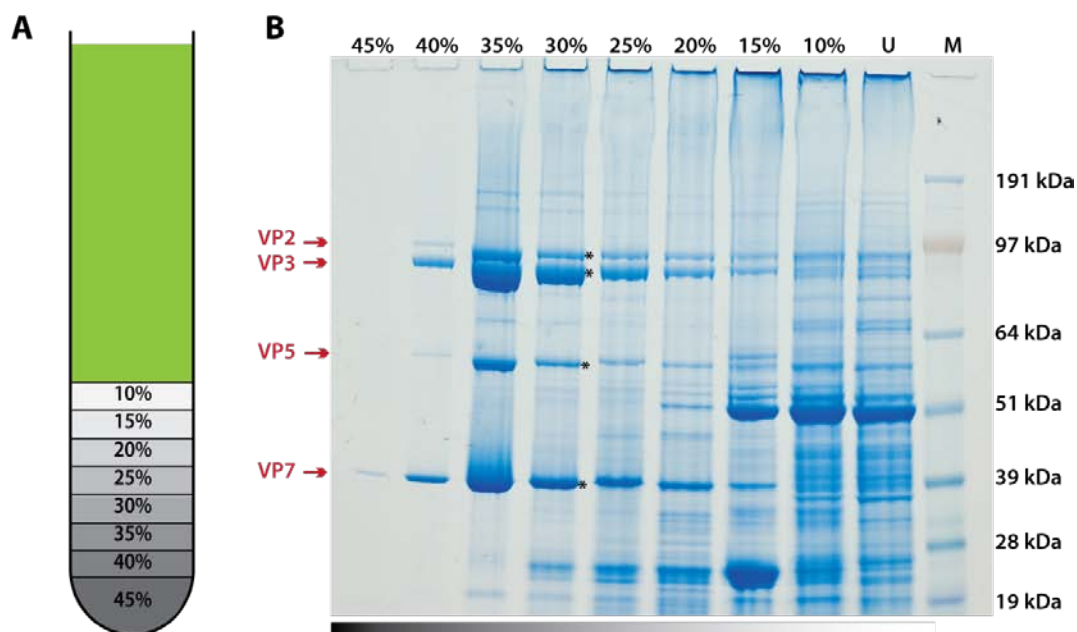 A
B
45% 40% 35% 30% 25% 20% 15% 10% U M
191 kDa
VP2
97 kDa
VP3
*
*
64 kDa
VP5
*
10%
51 kDa
15%
20%
VP7
39 kDa
25%
*
30%
35%
28 kDa
40%
45%
19 kDa